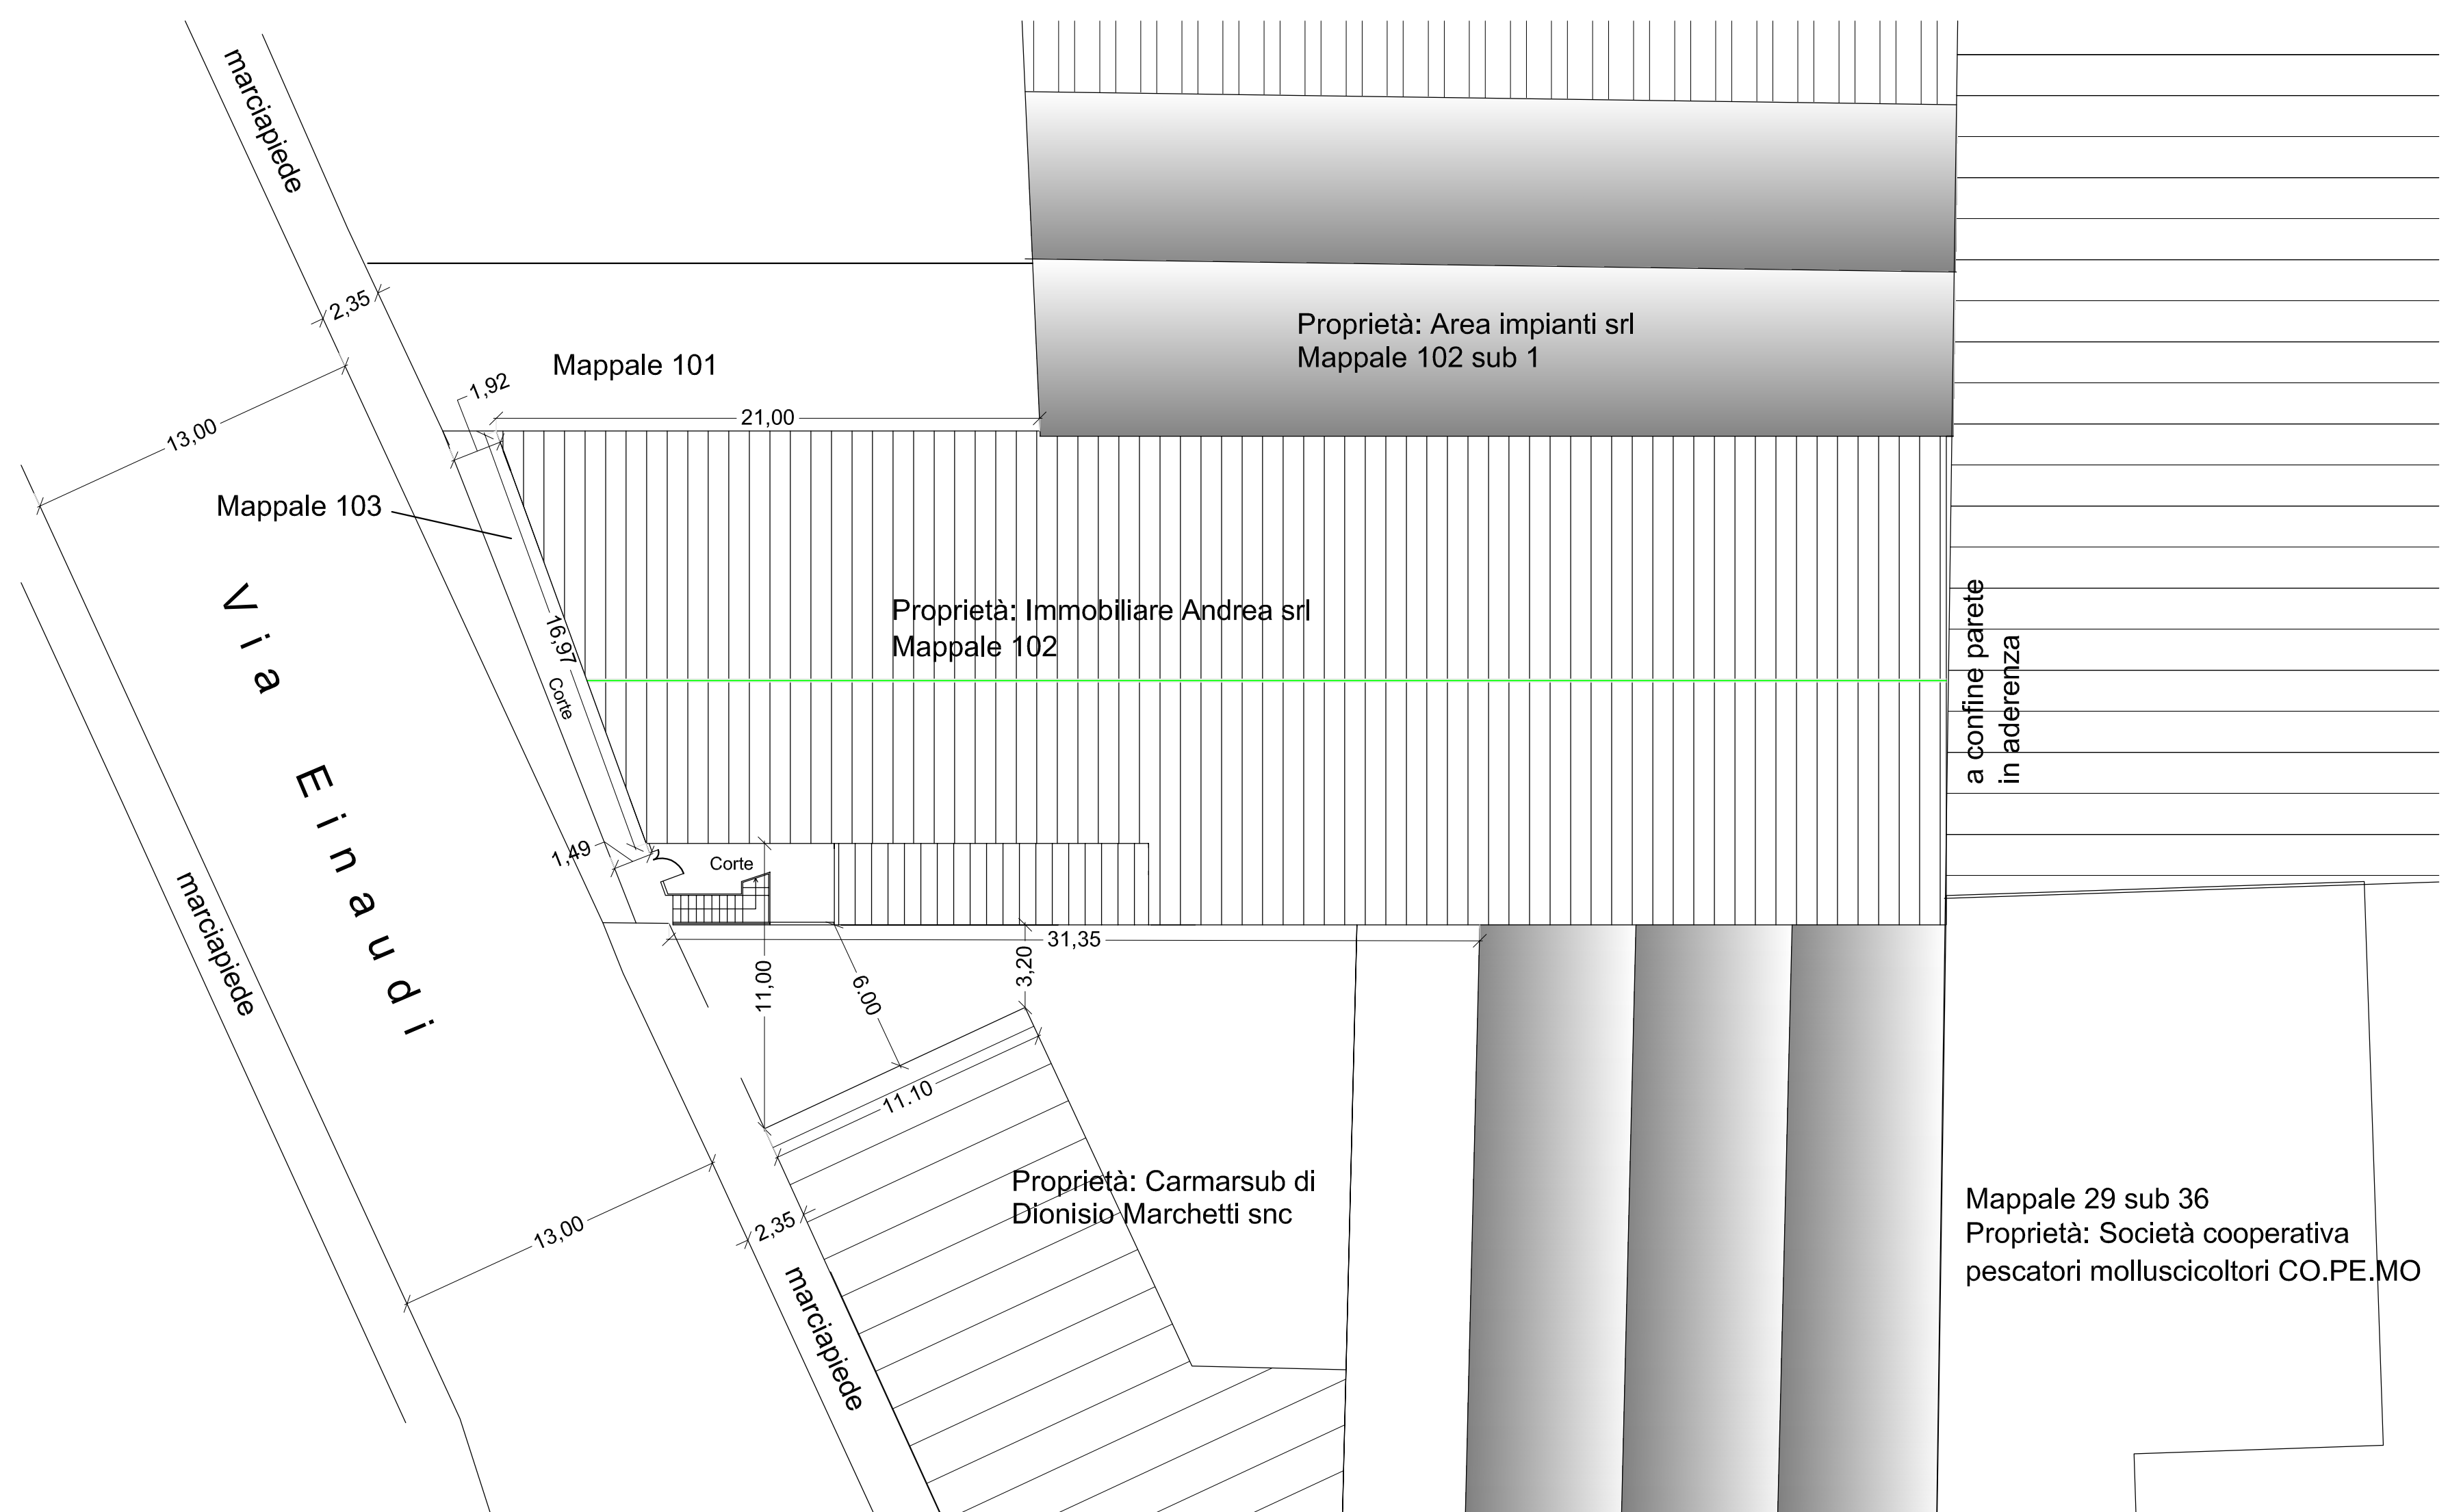 marciapiede
2,35
Proprietà: Area impianti srl
Mappale 102 sub 1
Mappale 101
1,92
21,00
13,00
Mappale 103
Via Einaudi
Proprietà: Immobiliare Andrea srl
Mappale 102
16,97
Corte
a confine parete
in aderenza
1,49
Corte
marciapiede
31,35
11,00
6.00
3,20
11.10
Proprietà: Carmarsub di
Dionisio Marchetti snc
13,00
2,35
marciapiede
Mappale 29 sub 36
Proprietà: Società cooperativa
pescatori molluscicoltori CO.PE.MO